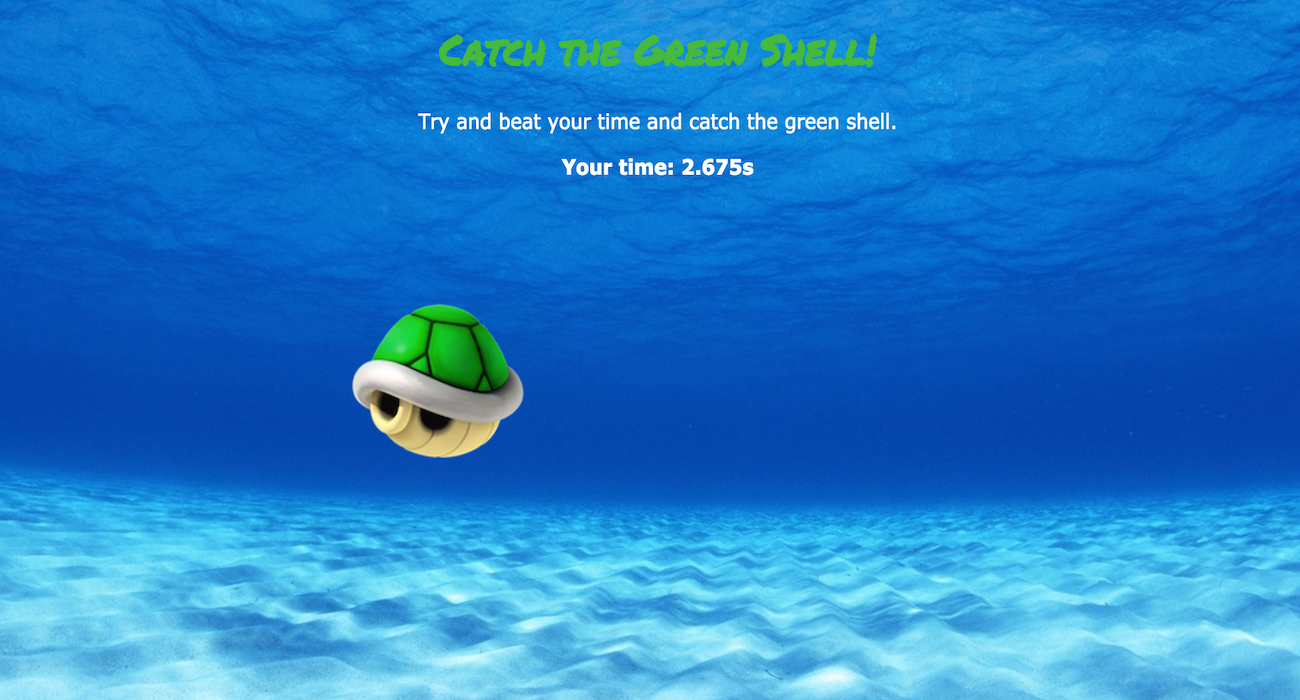 Catch the Green Shell!
Try and beat your time and catch the green shell.
Your time: 2.675s